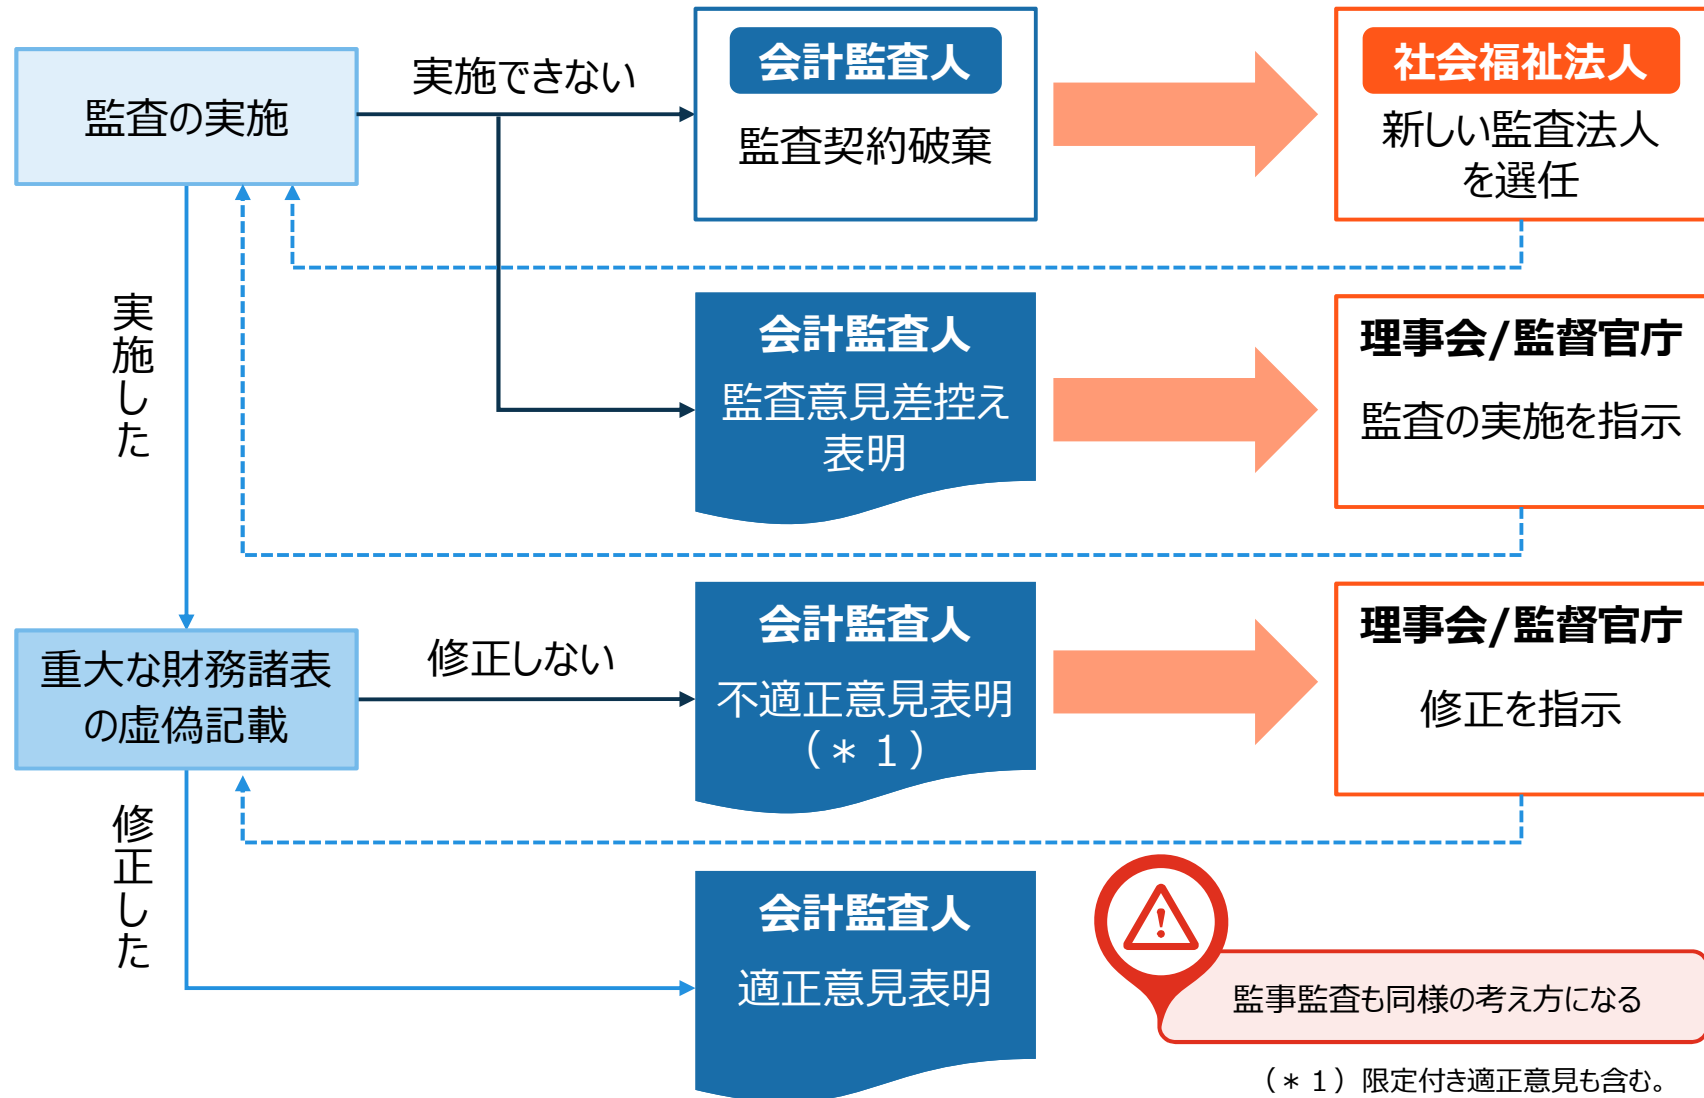 監査の実施
実施できない
会計監査人
監査契約破棄
社会福祉法人
新しい監査法人
を選任
実施した
会計監査人
監査意見差控え
表明
理事会/監督官庁
監査の実施を指示
重大な財務諸表
の虚偽記載
修正しない
会計監査人
不適正意見表明
（＊１）
理事会/監督官庁
修正を指示
修正した
会計監査人
適正意見表明
監事監査も同様の考え方になる
（＊１）限定付き適正意見も含む。